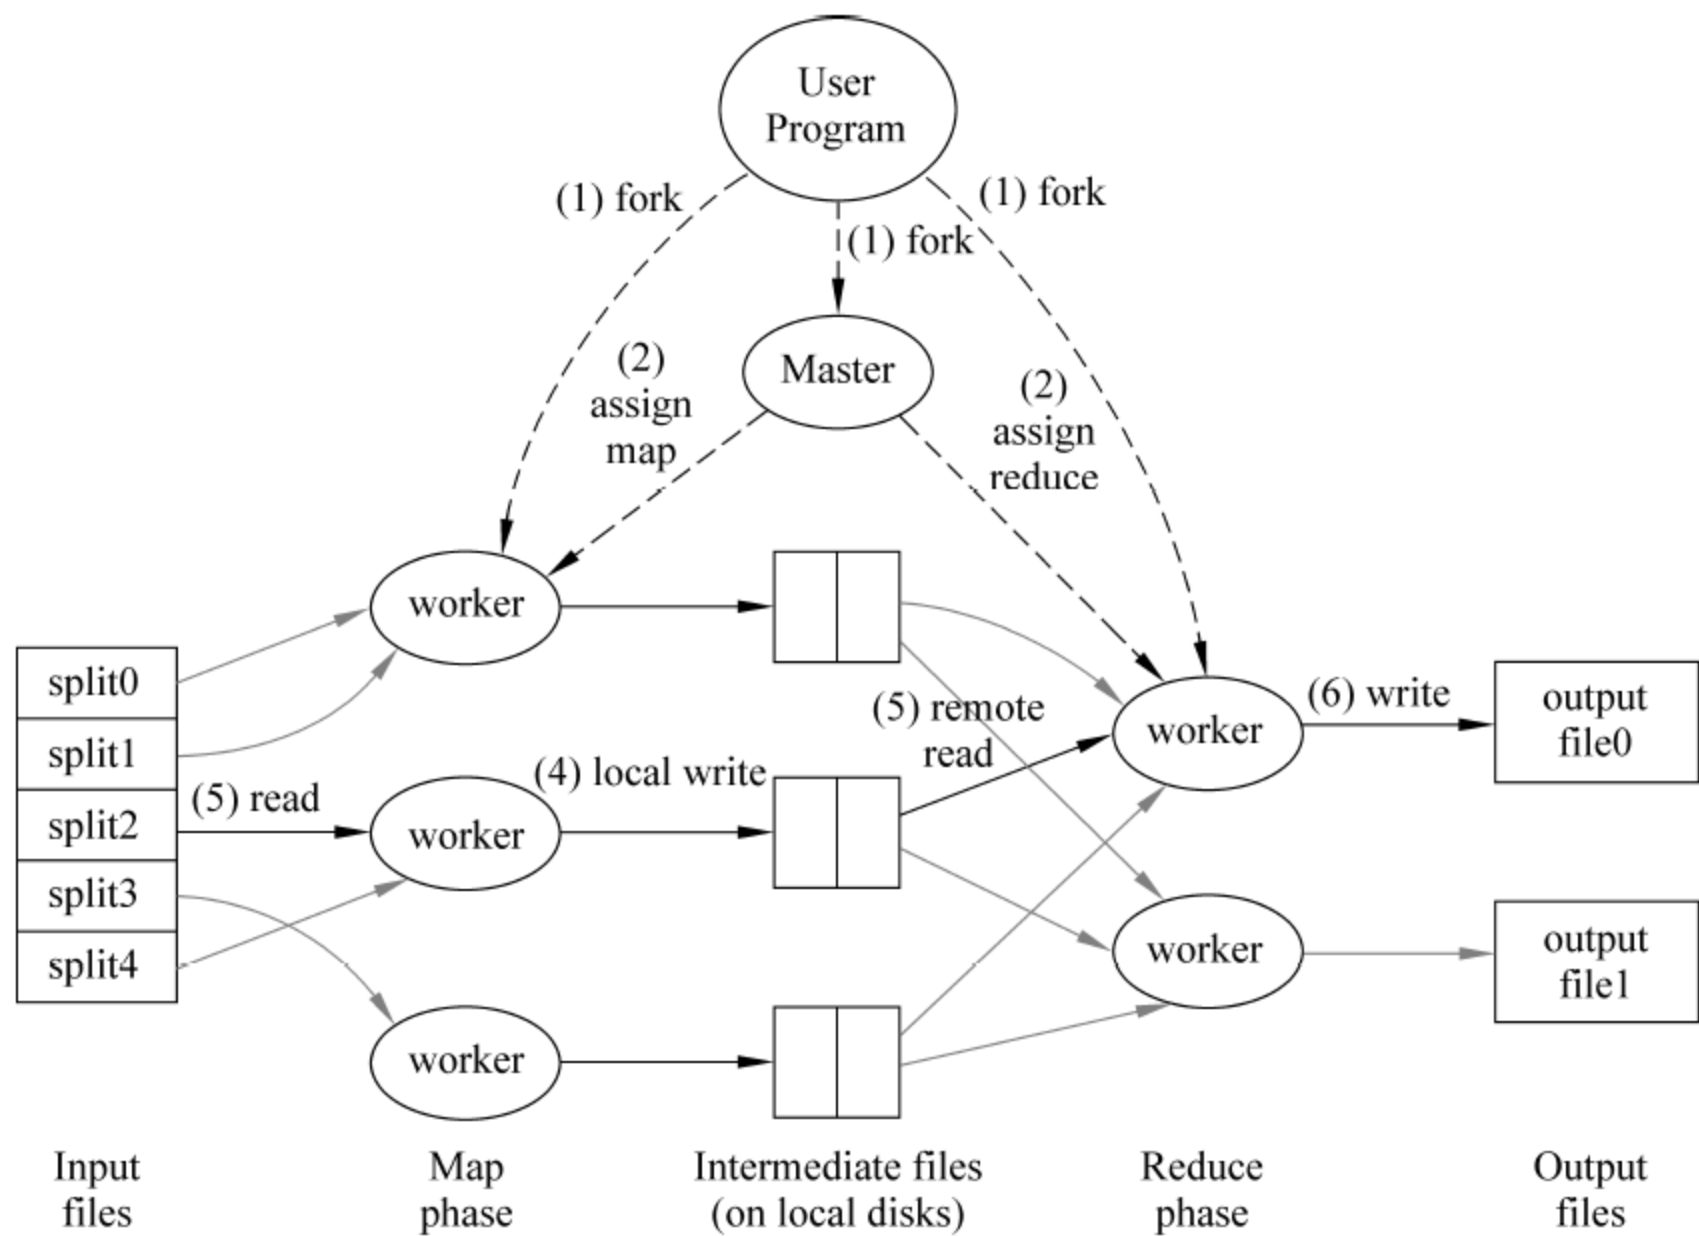 User
Program
(1) fork
(1) fork
(1) fork
(2)
assign
map
Master
(2)
assign
reduce
worker
split0
split1
split2
split3
split4
(5) read
worker
(4) local write
worker
(5) remote
read
worker
(6) write
output
file0
worker
output
file1
Input
files
Map
phase
Intermediate files
(on local disks)
Reduce
phase
Output
files